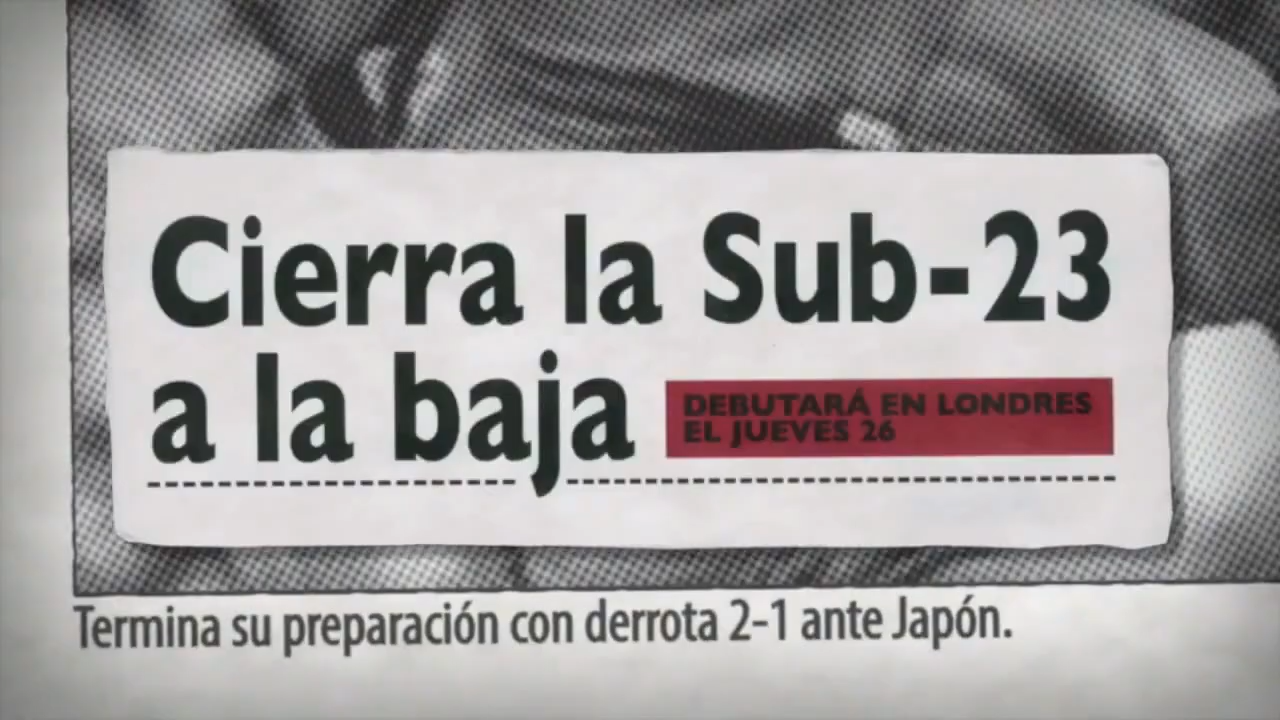 Cierra la Sub-23
a la baja
DEBUTARÁ EN LONDRES
EL JUEVES 26
Termina su preparación con derrota 2-1 ante Japón.